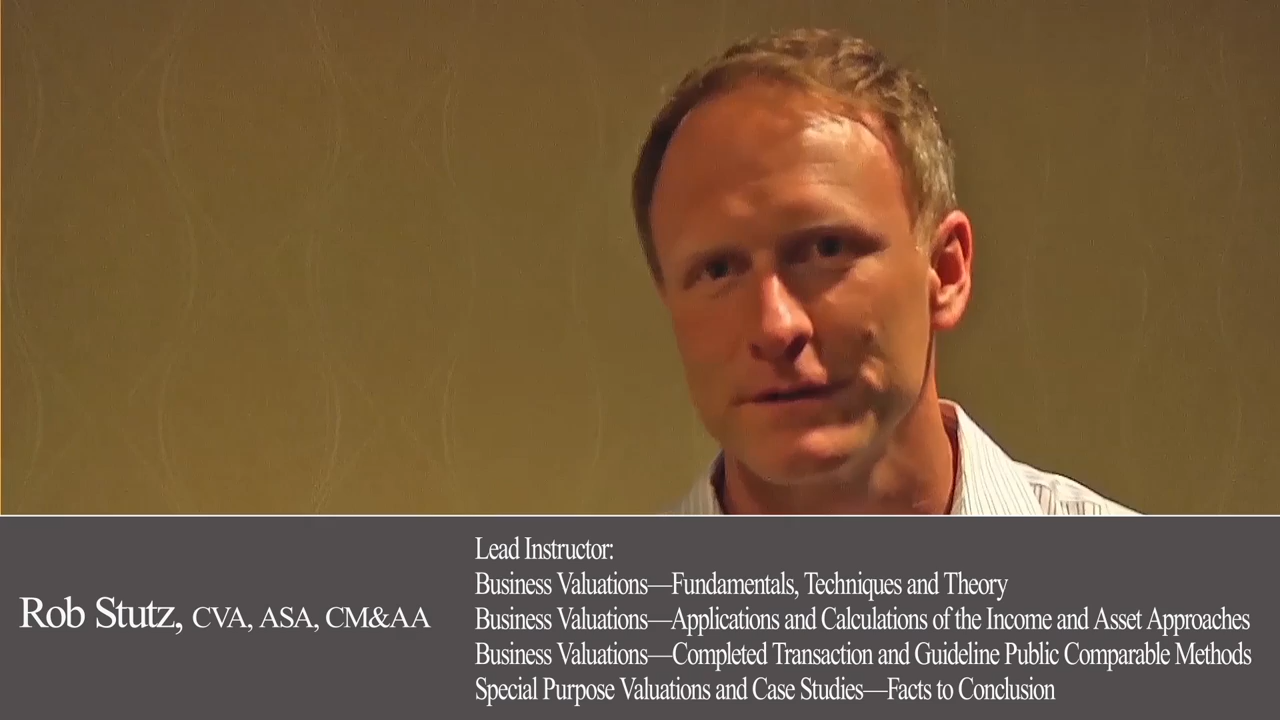 Rob Stutz, CVA, ASA, CM&AA
Lead Instructor:
Business Valuations—Fundamentals, Techniques and Theory
Business Valuations—Applications and Calculations of the Income and Asset Approaches
Business Valuations—Completed Transaction and Guideline Public Comparable Methods
Special Purpose Valuations and Case Studies—Facts to Conclusion